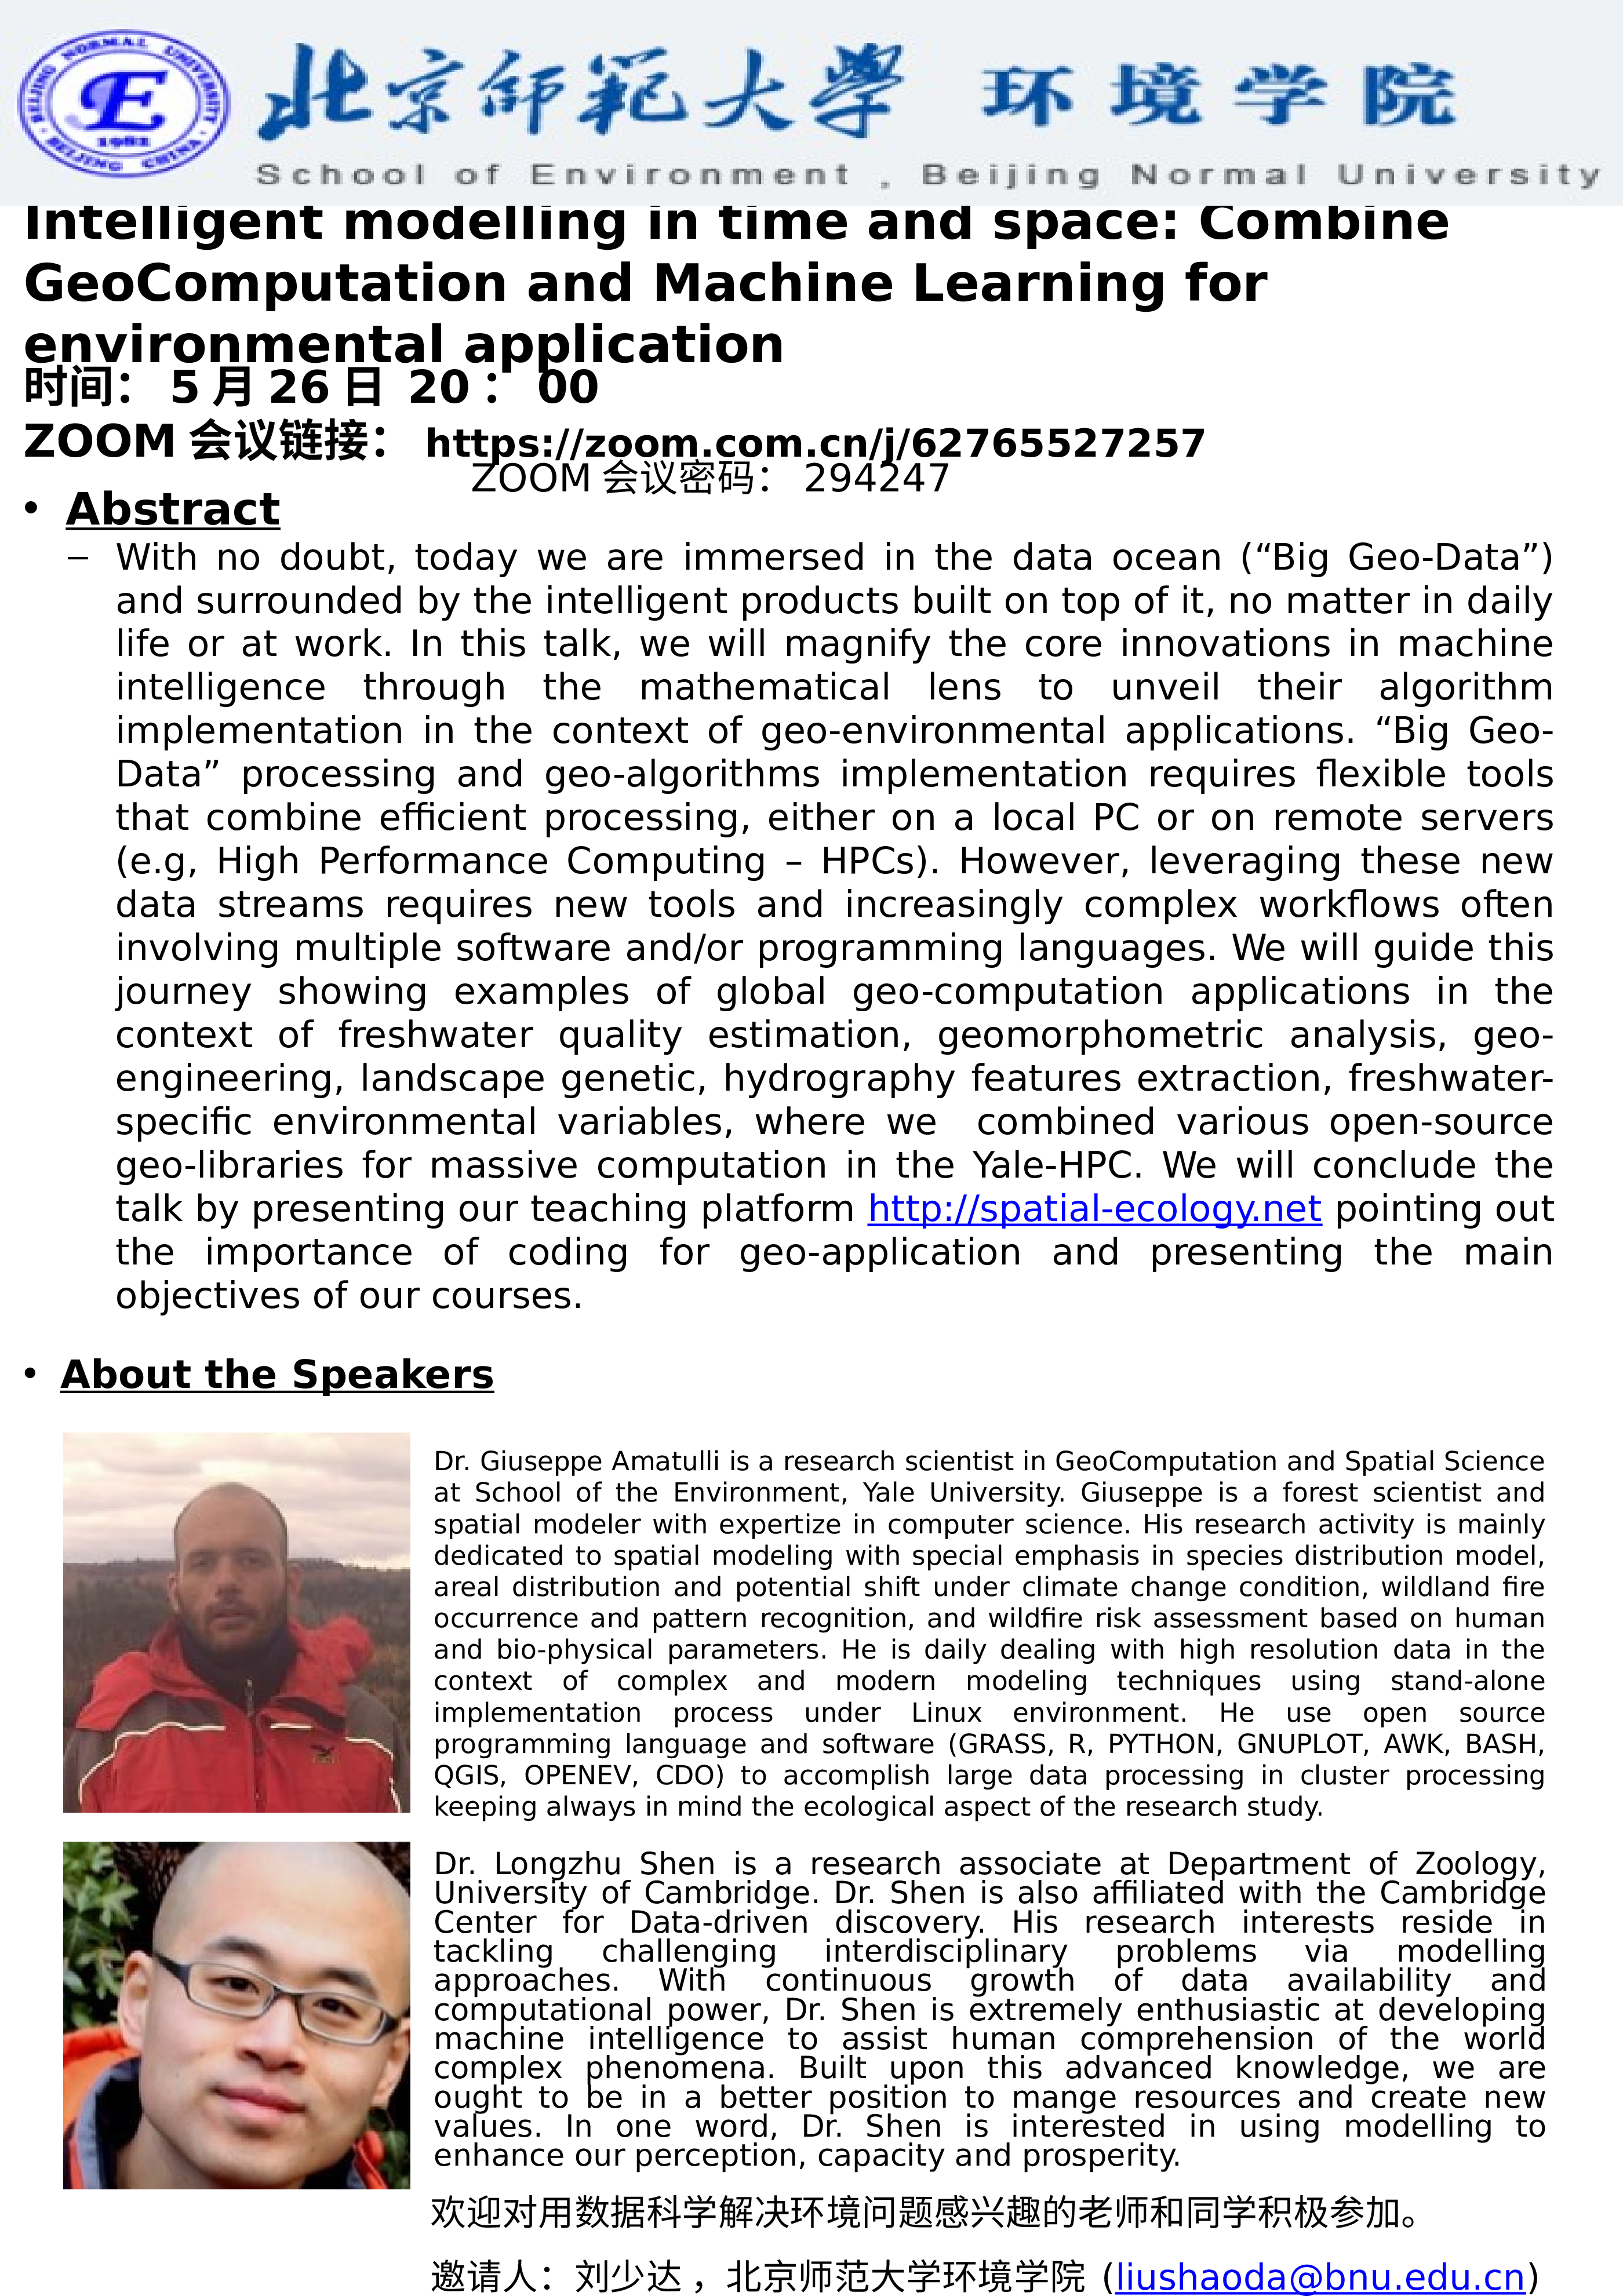 BEIJING NORMAL UNIVERSITY
E
1982
BEIJING CHINA
北京师范大學 环境学院
School of Environment , Beijing Normal University
Intelligent modelling in time and space: Combine
GeoComputation and Machine Learning for
environmental application
时间： 5 月 26 日 20 ： 00
ZOOM 会议链接： https://zoom.com.cn/j/62765527257
ZOOM 会议密码： 294247
• Abstract
– With no doubt, today we are immersed in the data ocean (“Big Geo-Data”)
and surrounded by the intelligent products built on top of it, no matter in daily
life or at work. In this talk, we will magnify the core innovations in machine
intelligence through the mathematical lens to unveil their algorithm
implementation in the context of geo-environmental applications. “Big Geo-
Data” processing and geo-algorithms implementation requires flexible tools
that combine efficient processing, either on a local PC or on remote servers
(e.g, High Performance Computing – HPCs). However, leveraging these new
data streams requires new tools and increasingly complex workflows often
involving multiple software and/or programming languages. We will guide this
journey showing examples of global geo-computation applications in the
context of freshwater quality estimation, geomorphometric analysis, geo-
engineering, landscape genetic, hydrography features extraction, freshwater-
specific environmental variables, where we  combined various open-source
geo-libraries for massive computation in the Yale-HPC. We will conclude the
talk by presenting our teaching platform http://spatial-ecology.net pointing out
the importance of coding for geo-application and presenting the main
objectives of our courses.
• About the Speakers
Dr. Giuseppe Amatulli is a research scientist in GeoComputation and Spatial Science
at School of the Environment, Yale University. Giuseppe is a forest scientist and
spatial modeler with expertize in computer science. His research activity is mainly
dedicated to spatial modeling with special emphasis in species distribution model,
areal distribution and potential shift under climate change condition, wildland fire
occurrence and pattern recognition, and wildfire risk assessment based on human
and bio-physical parameters. He is daily dealing with high resolution data in the
context of complex and modern modeling techniques using stand-alone
implementation process under Linux environment. He use open source
programming language and software (GRASS, R, PYTHON, GNUPLOT, AWK, BASH,
QGIS, OPENEV, CDO) to accomplish large data processing in cluster processing
keeping always in mind the ecological aspect of the research study.
Dr. Longzhu Shen is a research associate at Department of Zoology,
University of Cambridge. Dr. Shen is also affiliated with the Cambridge
Center for Data-driven discovery. His research interests reside in
tackling challenging interdisciplinary problems via modelling
approaches. With continuous growth of data availability and
computational power, Dr. Shen is extremely enthusiastic at developing
machine intelligence to assist human comprehension of the world
complex phenomena. Built upon this advanced knowledge, we are
ought to be in a better position to mange resources and create new
values. In one word, Dr. Shen is interested in using modelling to
enhance our perception, capacity and prosperity.
欢迎对用数据科学解决环境问题感兴趣的老师和同学积极参加。
邀请人：刘少达 ，北京师范大学环境学院 (liushaoda@bnu.edu.cn)